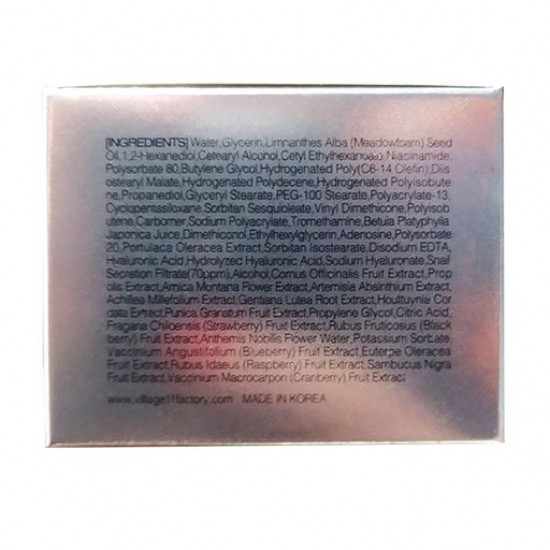 [INGREDIENTS] Water,Glycerin,Limnanthes Alba (Meadowfoam) Seed
Oil,1,2-Hexanediol,Cetearyl Alcohol,Cetyl Ethylhexanoate,Niacinamide,
Polysorbate 80,Butylene Glycol,Hydrogenated Poly(C6-14 Olefin),Diis
ostearyl Malate,Hydrogenated Polydecene,Hydrogenated Polyisobute
ne,Propanediol,Glyceryl Stearate,PEG-100 Stearate,Polyacrylate-13,
Cyclopentasiloxane,Sorbitan Sesquioleate,Vinyl Dimethicone,Polyisob
utene,Carbomer,Sodium Polyacrylate,Tromethamine,Betula Platyphylla
Japonica Juice,Dimethiconol,Ethylhexylglycerin,Adenosine,Polysorbate
20,Portulaca Oleracea Extract,Sorbitan Isostearate,Disodium EDTA,
Hyaluronic Acid,Hydrolyzed Hyaluronic Acid,Sodium Hyaluronate,Snail
Secretion Filtrate(70ppm),Alcohol,Cornus Officinalis Fruit Extract,Prop
olis Extract,Arnica Montana Flower Extract,Artemisia Absinthium Extract,
Achillea Millefolium Extract,Gentiana Lutea Root Extract,Houttuynia Cor
data Extract,Punica Granatum Fruit Extract,Propylene Glycol,Citric Acid,
Fragaria Chiloensis (Strawberry) Fruit Extract,Rubus Fruticosus (Black
berry) Fruit Extract,Anthemis Nobilis Flower Water,Potassium Sorbate,
Vaccinium Angustifolium (Blueberry) Fruit Extract,Euterpe Oleracea
Fruit Extract,Rubus Idaeus (Raspberry) Fruit Extract,Sambucus Nigra
Fruit Extract,Vaccinium Macrocarpon (Cranberry) Fruit Extract
www.village11factory.com MADE IN KOREA